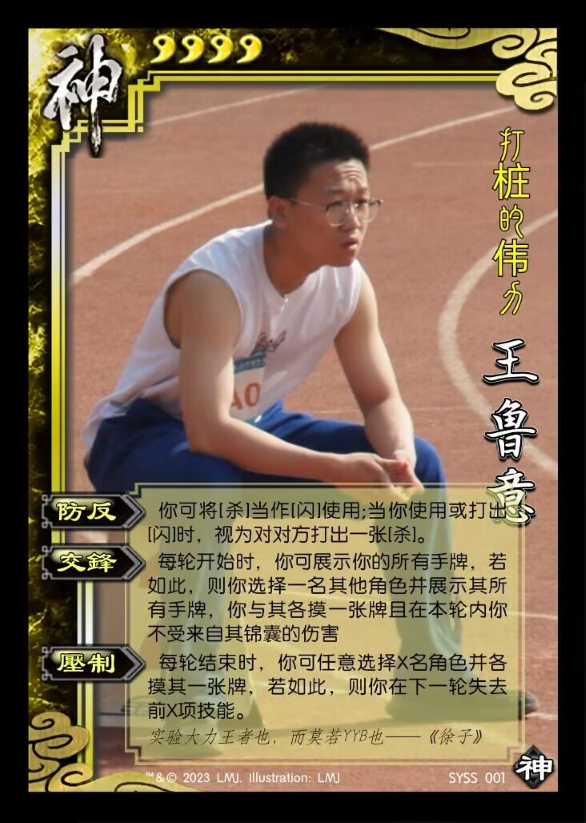 神
打桩的伟力
王鲁意
防反
你可将[杀]当作[闪]使用;当你使用或打出
[闪]时，视为对对方打出一张[杀]。
交鋒
每轮开始时，你可展示你的所有手牌，若
如此，则你选择一名其他角色并展示其所
有手牌，你与其各摸一张牌且在本轮内你
不受来自其锦囊的伤害
壓制
每轮结束时，你可任意选择X名角色并各
摸其一张牌，若如此，则你在下一轮失去
前X项技能。
实验大力王者也，而莫若YYB也——《徐子》
™&© 2023 LMJ. Illustration: LMJ
SYSS 001
神